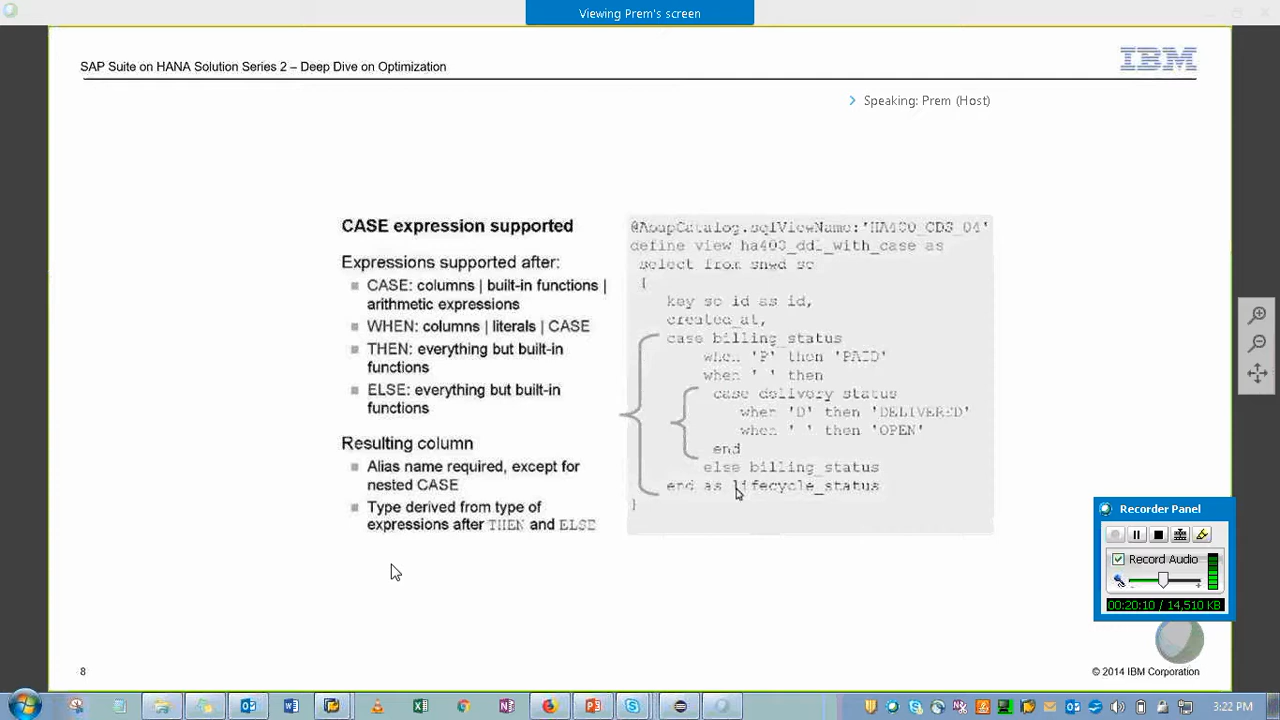 Viewing Prem's screen
SAP Suite on HANA Solution Series 2 – Deep Dive on Optimization
IBM
Speaking: Prem (Host)
CASE expression supported
Expressions supported after:
CASE: columns | built-in functions |
arithmetic expressions
WHEN: columns | literals | CASE
THEN: everything but built-in
functions
ELSE: everything but built-in
functions
Resulting column
Alias name required, except for
nested CASE
Type derived from type of
expressions after THEN and ELSE
@AbapCatalog.sqlViewName:'HA400_CDS_04'
define view ha400_ddl_with_case as
select from snwd_so
{
key so_id as id,
created_at,
case billing_status
when 'P' then 'PAID'
when ' ' then
case delivery_status
when 'D' then 'DELIVERED'
when ' ' then 'OPEN'
end
else billing_status
end as lifecycle_status
}
Recorder Panel
Record Audio
- +
00:20:10 / 14,510 KB
8
© 2014 IBM Corporation
3:22 PM